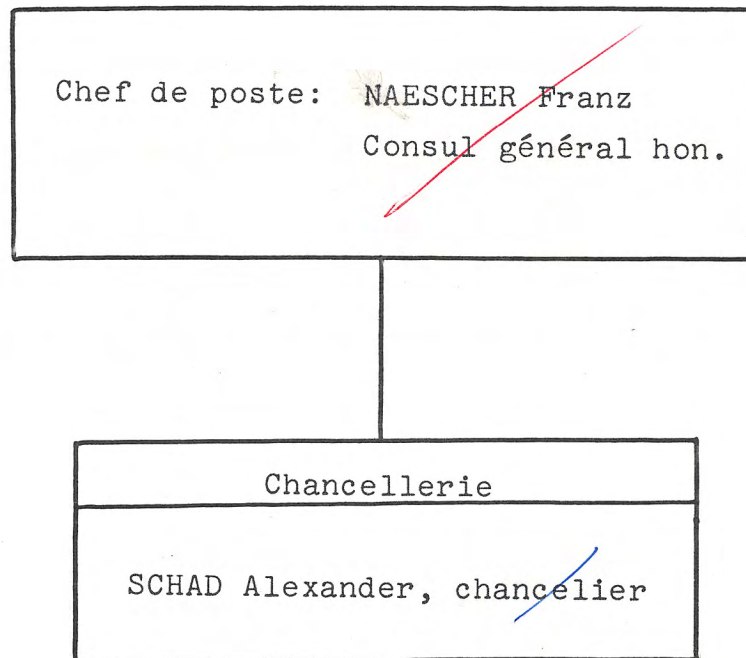 Chef de poste: NAESCHER Franz
Consul général hon.
Chancellerie
SCHAD Alexander, chancelier